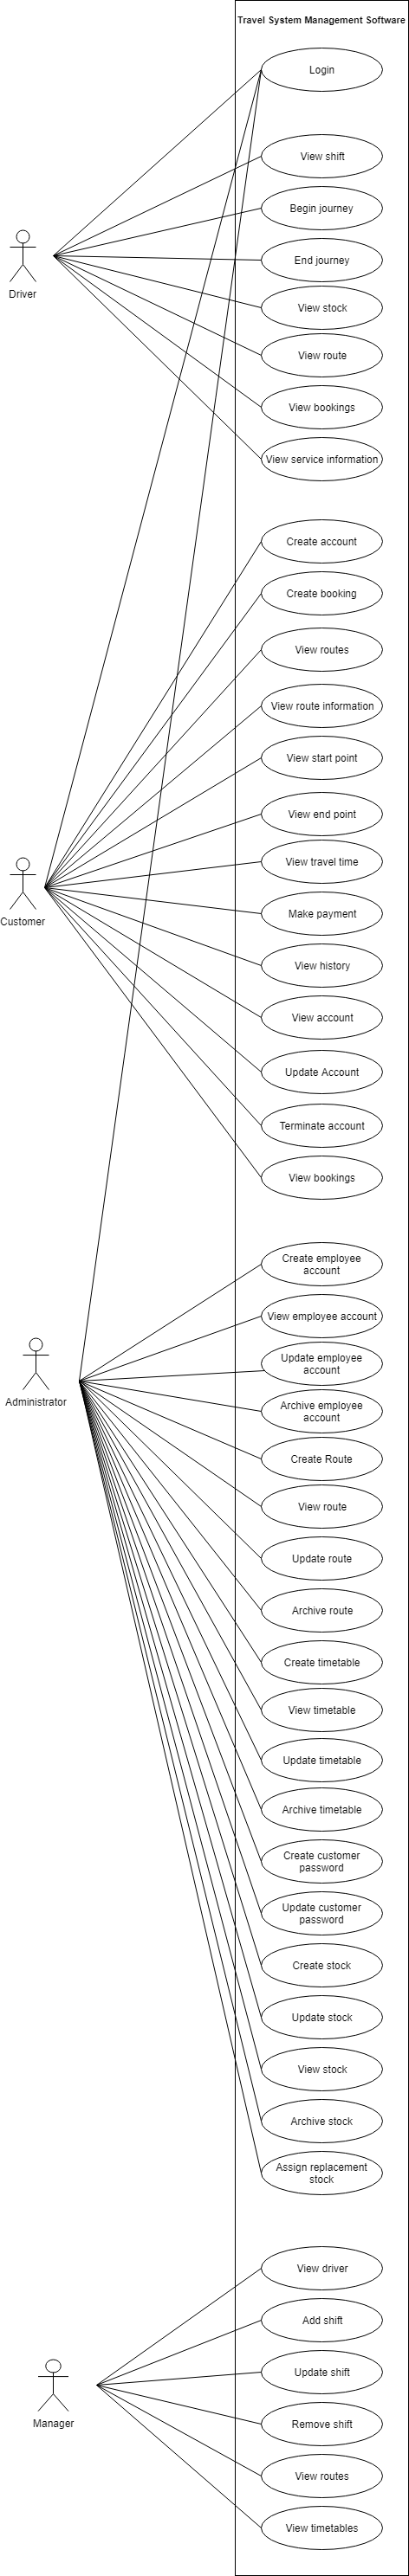 Travel System Management Software
Login
View shift
Begin journey
Driver
End journey
View stock
View route
View bookings
View service information
Create account
Create booking
View routes
View route information
View start point
View end point
View travel time
Customer
Make payment
View history
View account
Update Account
Terminate account
View bookings
Create employee
account
View employee account
Update employee
account
Administrator
Archive employee
account
Create Route
View route
Update route
Archive route
Create timetable
View timetable
Update timetable
Archive timetable
Create customer
password
Update customer
password
Create stock
Update stock
View stock
Archive stock
Assign replacement
stock
View driver
Add shift
Update shift
Manager
Remove shift
View routes
View timetables